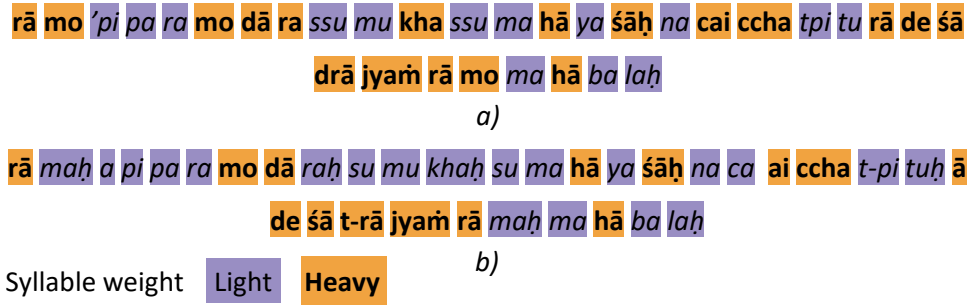 rā mo ’pi pa ra mo dā ra ssu mu kha ssu ma hā ya śāḥ na cai ccha tpi tu rā de śā
drā jyaṁ rā mo ma hā ba laḥ
a)
rā maḥ a pi pa ra mo dā raḥ su mu khaḥ su ma hā ya śāḥ na ca ai ccha t-pi tuḥ ā
de śā t-rā jyaṁ rā maḥ ma hā ba laḥ
b)
Syllable weight Light Heavy